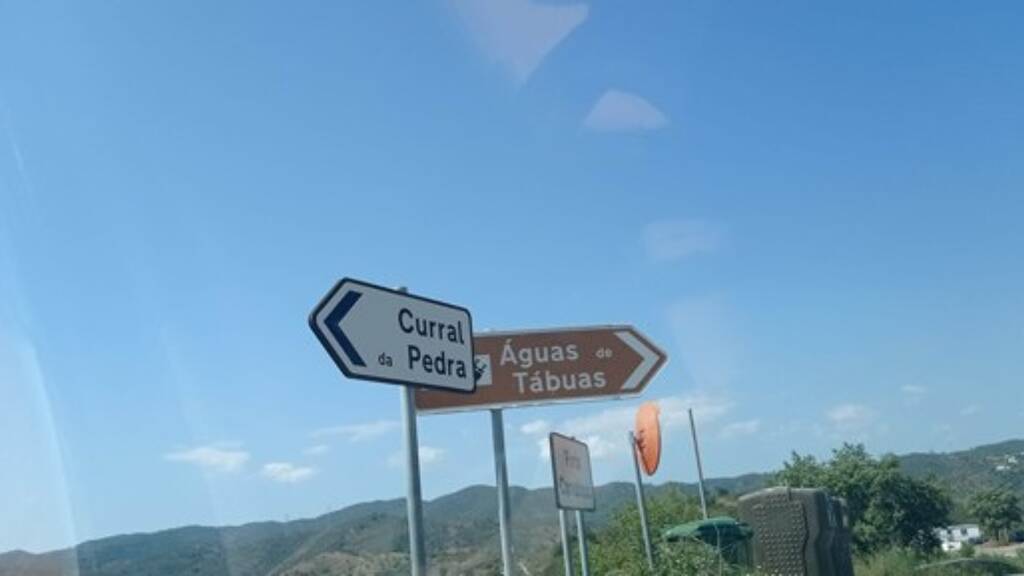 Curral
da Pedra
Águas de
Tábuas